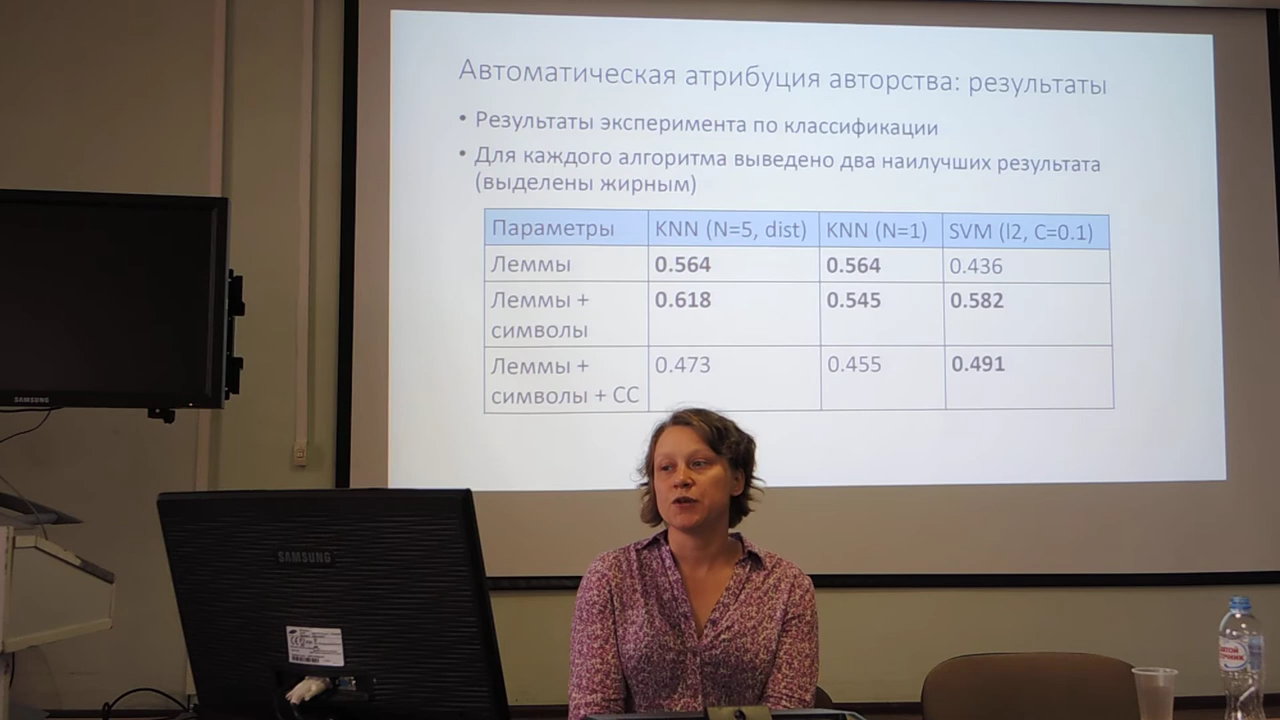 Автоматическая атрибуция авторства: результаты
• Результаты эксперимента по классификации
• Для каждого алгоритма выведено два наилучших результата
(выделены жирным)
Параметры KNN (N=5, dist) KNN (N=1) SVM (l2, C=0.1)
Леммы 0.564 0.564 0.436
Леммы + 0.618 0.545 0.582
символы
Леммы + 0.473 0.455 0.491
символы + СС
SAMSUNG
SAMSUNG